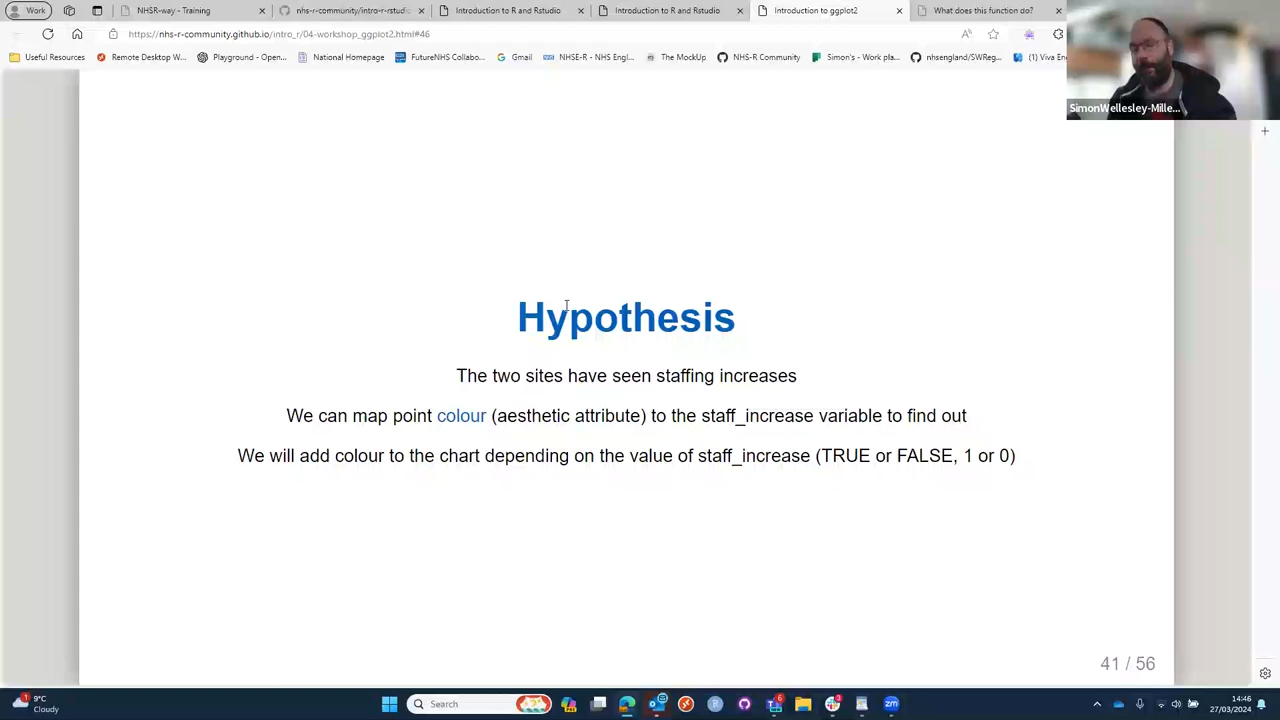 Work
NHSR-way - Training
nhs-r-community/intro-r-rstudio
Introduction to R and Rstudio
Introduction to R and Rstudio
Introduction to ggplot2
What does this function do?
https://nhs-r-community.github.io/intro_r/04-workshop_ggplot2.html#46
Useful Resources
Remote Desktop W...
Playground - Open...
National Homepage
FutureNHS Collabo...
Gmail
NHSE-R - NHS Engl...
The MockUp
NHS-R Community
Simon's - Work pla...
nhsengland/SWReg...
(1) Viva En
SimonWellesley-Mille...
Hypothesis
The two sites have seen staffing increases
We can map point colour (aesthetic attribute) to the staff_increase variable to find out
We will add colour to the chart depending on the value of staff_increase (TRUE or FALSE, 1 or 0)
41 / 56
9°C
Cloudy
Search
14:46
27/03/2024